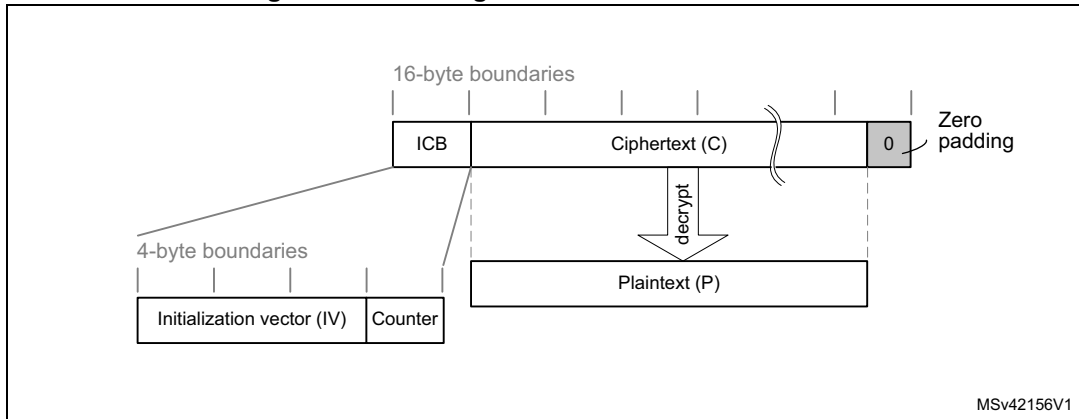 16-byte boundaries
ICB
Ciphertext (C)
0
Zero
padding
decrypt
4-byte boundaries
Plaintext (P)
Initialization vector (IV)
Counter
MSv42156V1